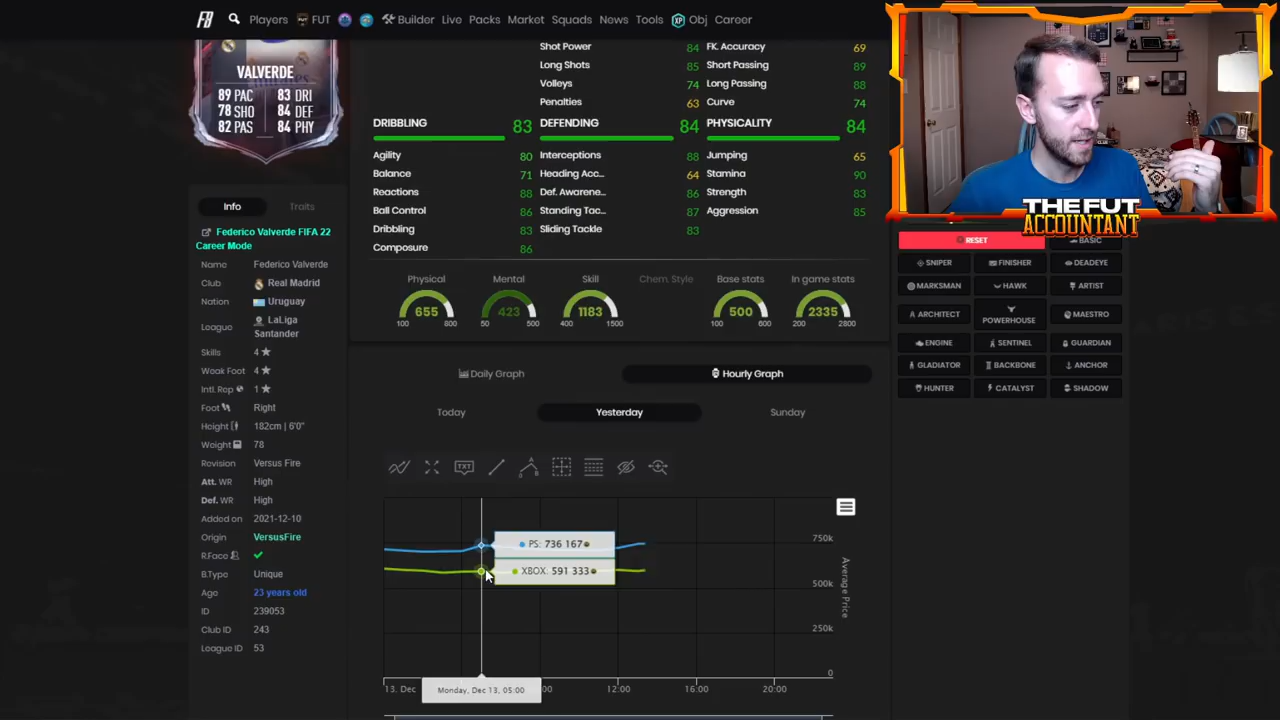 FB Players FUT Builder Live Packs Market Squads News Tools XP Obj Career
VALVERDE
89 PAC 83 DRI
78 SHO 84 DEF
82 PAS 84 PHY
Shot Power 84 FK. Accuracy 69
Long Shots 85 Short Passing 89
Volleys 74 Long Passing 88
Penalties 63 Curve 74
DRIBBLING 83 DEFENDING 84 PHYSICALITY 84
Agility 80 Interceptions 88 Jumping 65
Balance 71 Heading Acc... 64 Stamina 90
Reactions 88 Def. Awarene... 86 Strength 83
Ball Control 86 Standing Tac... 87 Aggression 85
Dribbling 83 Sliding Tackle 83
Composure 86
Physical Mental Skill Chem. Style Base stats In game stats
655 423 1183 500 2335
100 800 50 500 400 1500 100 600 200 2800
Info Traits
Federico Valverde FIFA 22
Career Mode
Name Federico Valverde
Club Real Madrid
Nation Uruguay
League LaLiga
Santander
Skills 4
Weak Foot 4
Intl. Rep 1
Foot Right
Height 182cm | 6'0"
Weight 78
Revision Versus Fire
Att. WR High
Def. WR High
Added on 2021-12-10
Origin VersusFire
R.Face
B.Type Unique
Age 23 years old
ID 239053
Club ID 243
League ID 53
Daily Graph Hourly Graph
Today Yesterday Sunday
TXT
A
B
PS: 736 167
XBOX: 591 333
750k
500k
250k
0
Average Price
13. Dec :00 12:00 16:00 20:00
Monday, Dec 13, 05:00
THE FUT
ACCOUNTANT
RESET BASIC
SNIPER FINISHER DEADEYE
MARKSMAN HAWK ARTIST
ARCHITECT POWERHOUSE MAESTRO
ENGINE SENTINEL GUARDIAN
GLADIATOR BACKBONE ANCHOR
HUNTER CATALYST SHADOW